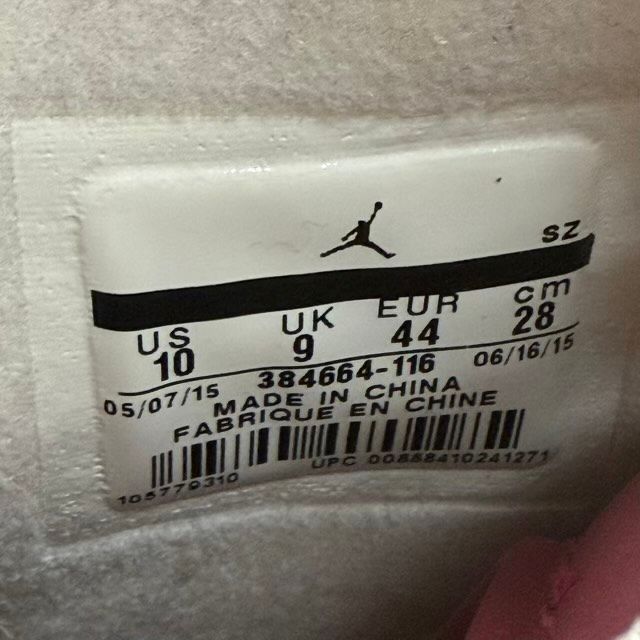 SZ
US UK EUR cm
10 9 44 28
05/07/15 384664-116 06/16/15
MADE IN CHINA
FABRIQUE EN CHINE
UPC 00888410241271
105779310